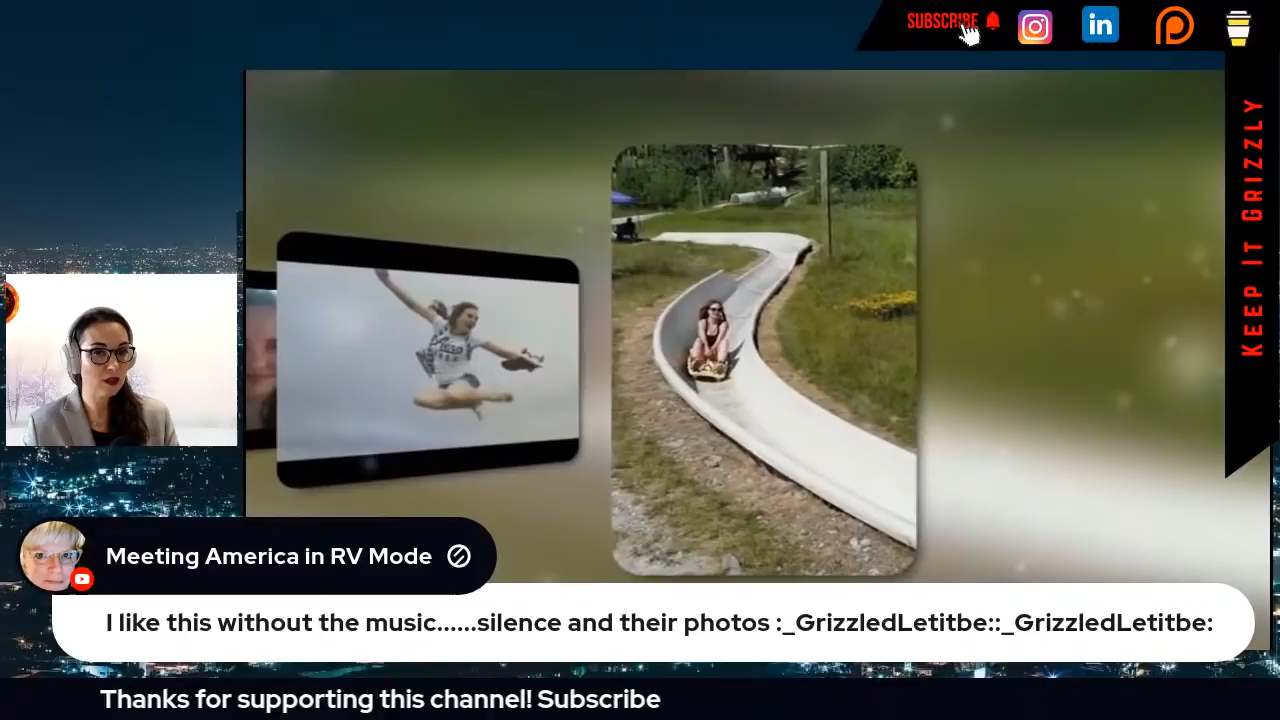 SUBSCRIBE
in
KEEP IT GRIZZLY
Meeting America in RV Mode
I like this without the music......silence and their photos :_GrizzledLetitbe::_GrizzledLetitbe:
Thanks for supporting this channel! Subscribe